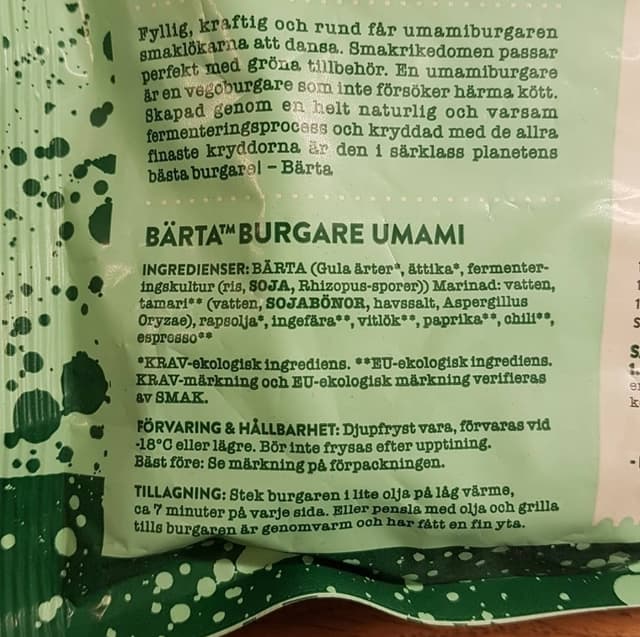 Fyllig, kraftig och rund får umamiburgaren
smaklökarna att dansa. Smakrikedomen passar
perfekt med gröna tillbehör. En umamiburgare
är en vegoburgare som inte försöker härma kött.
Skapad genom en helt naturlig och varsam
fermenteringsprocess och kryddad med de allra
finaste kryddorna är den i särklass planetens
bästa burgare! – Bärta
BÄRTA™ BURGARE UMAMI
INGREDIENSER: BÄRTA (Gula ärter*, ättika*, fermenter-
ingskultur (ris, SOJA, Rhizopus-sporer)) Marinad: vatten,
tamari** (vatten, SOJABÖNOR, havssalt, Aspergillus
Oryzae), rapsolja*, ingefära**, vitlök**, paprika**, chili**,
espresso**
*KRAV-ekologisk ingrediens. **EU-ekologisk ingrediens.
KRAV-märkning och EU-ekologisk märkning verifieras
av SMAK.
FÖRVARING & HÅLLBARHET: Djupfryst vara, förvaras vid
-18°C eller lägre. Bör inte frysas efter upptining.
Bäst före: Se märkning på förpackningen.
TILLAGNING: Stek burgaren i lite olja på låg värme,
ca 7 minuter på varje sida. Eller pensla med olja och grilla
tills burgaren är genomvarm och har fått en fin yta.